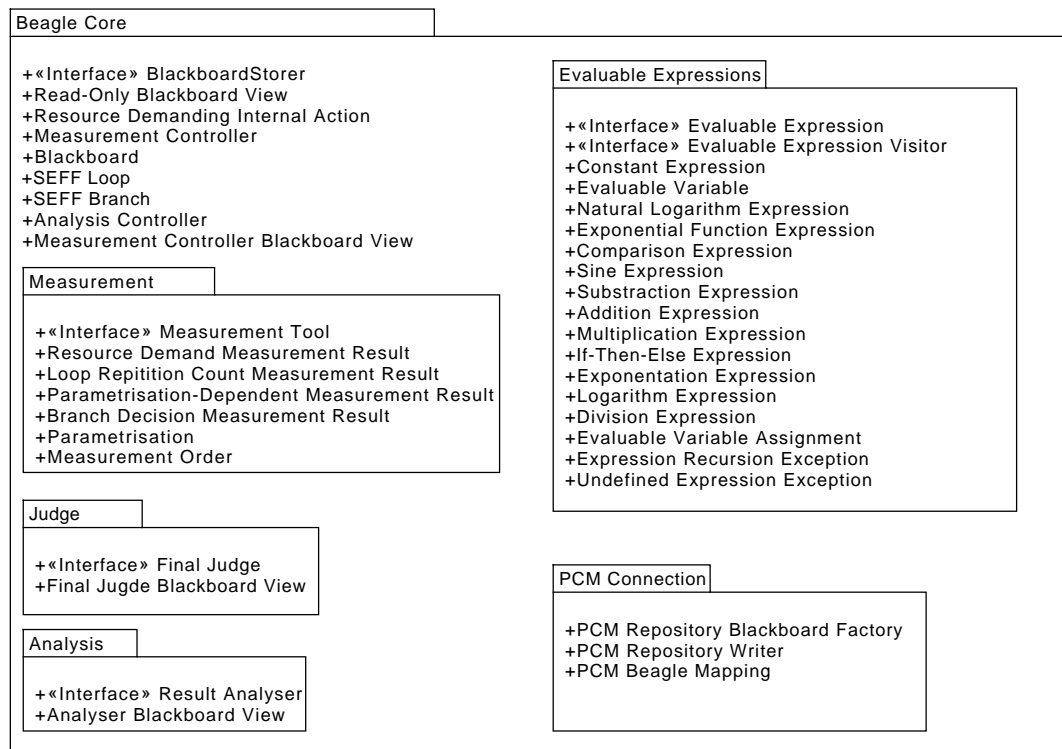 Beagle Core
+«Interface» BlackboardStorer
+Read-Only Blackboard View
+Resource Demanding Internal Action
+Measurement Controller
+Blackboard
+SEFF Loop
+SEFF Branch
+Analysis Controller
+Measurement Controller Blackboard View
Measurement
+«Interface» Measurement Tool
+Resource Demand Measurement Result
+Loop Repitition Count Measurement Result
+Parametrisation-Dependent Measurement Result
+Branch Decision Measurement Result
+Parametrisation
+Measurement Order
Judge
+«Interface» Final Judge
+Final Jugde Blackboard View
Analysis
+«Interface» Result Analyser
+Analyser Blackboard View
Evaluable Expressions
+«Interface» Evaluable Expression
+«Interface» Evaluable Expression Visitor
+Constant Expression
+Evaluable Variable
+Natural Logarithm Expression
+Exponential Function Expression
+Comparison Expression
+Sine Expression
+Substraction Expression
+Addition Expression
+Multiplication Expression
+If-Then-Else Expression
+Exponentation Expression
+Logarithm Expression
+Division Expression
+Evaluable Variable Assignment
+Expression Recursion Exception
+Undefined Expression Exception
PCM Connection
+PCM Repository Blackboard Factory
+PCM Repository Writer
+PCM Beagle Mapping